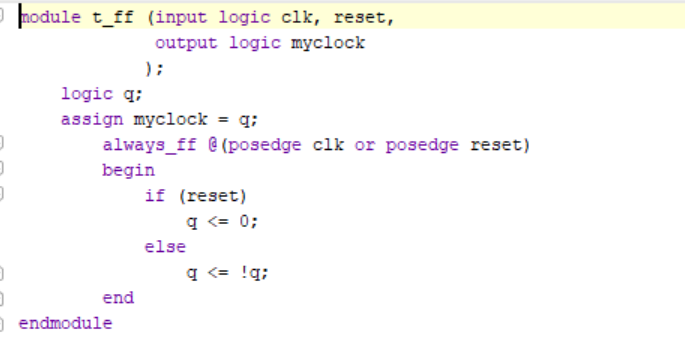 module t_ff (input logic clk, reset,
output logic myclock
);
logic q;
assign myclock = q;
always_ff @(posedge clk or posedge reset)
begin
if (reset)
q <= 0;
else
q <= !q;
end
endmodule